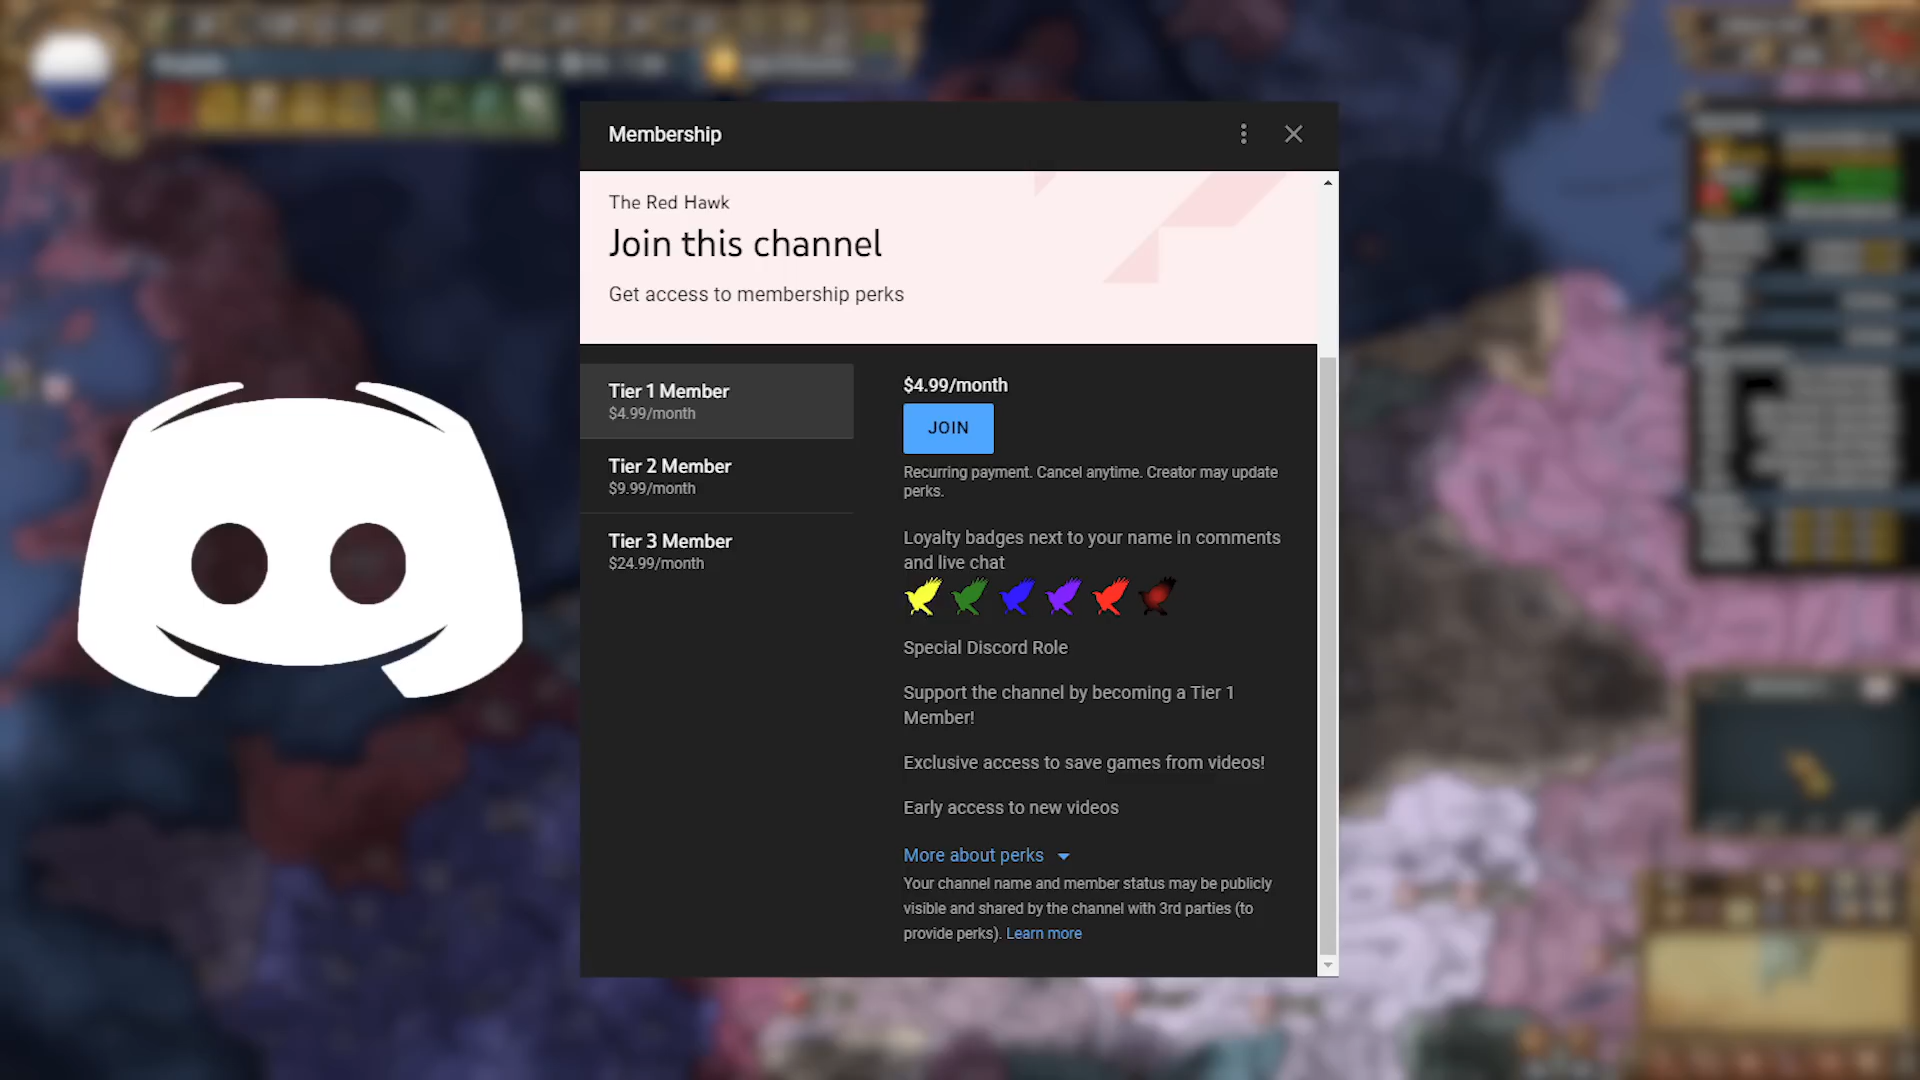 Membership
The Red Hawk
Join this channel
Get access to membership perks
Tier 1 Member
$4.99/month
Tier 2 Member
$9.99/month
Tier 3 Member
$24.99/month
$4.99/month
JOIN
Recurring payment. Cancel anytime. Creator may update
perks.
Loyalty badges next to your name in comments
and live chat
Special Discord Role
Support the channel by becoming a Tier 1
Member!
Exclusive access to save games from videos!
Early access to new videos
More about perks
Your channel name and member status may be publicly
visible and shared by the channel with 3rd parties (to
provide perks). Learn more